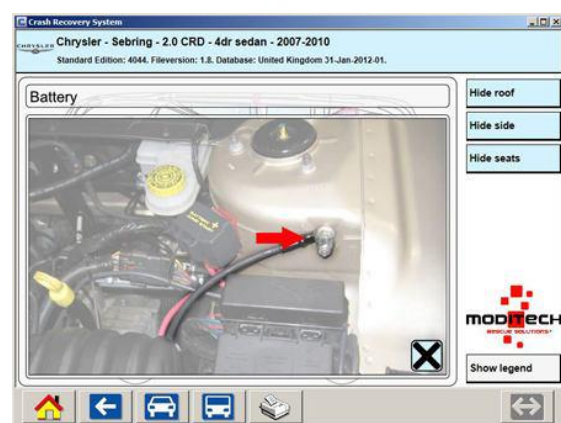 Crash Recovery System
CHRYSLER
Chrysler - Sebring - 2.0 CRD - 4dr sedan - 2007-2010
Standard Edition: 4044. Fileversion: 1.8. Database: United Kingdom 31-Jan-2012-01.
Battery
Hide roof
Hide side
Hide seats
MODITECH
RESCUE SOLUTIONS
Show legend